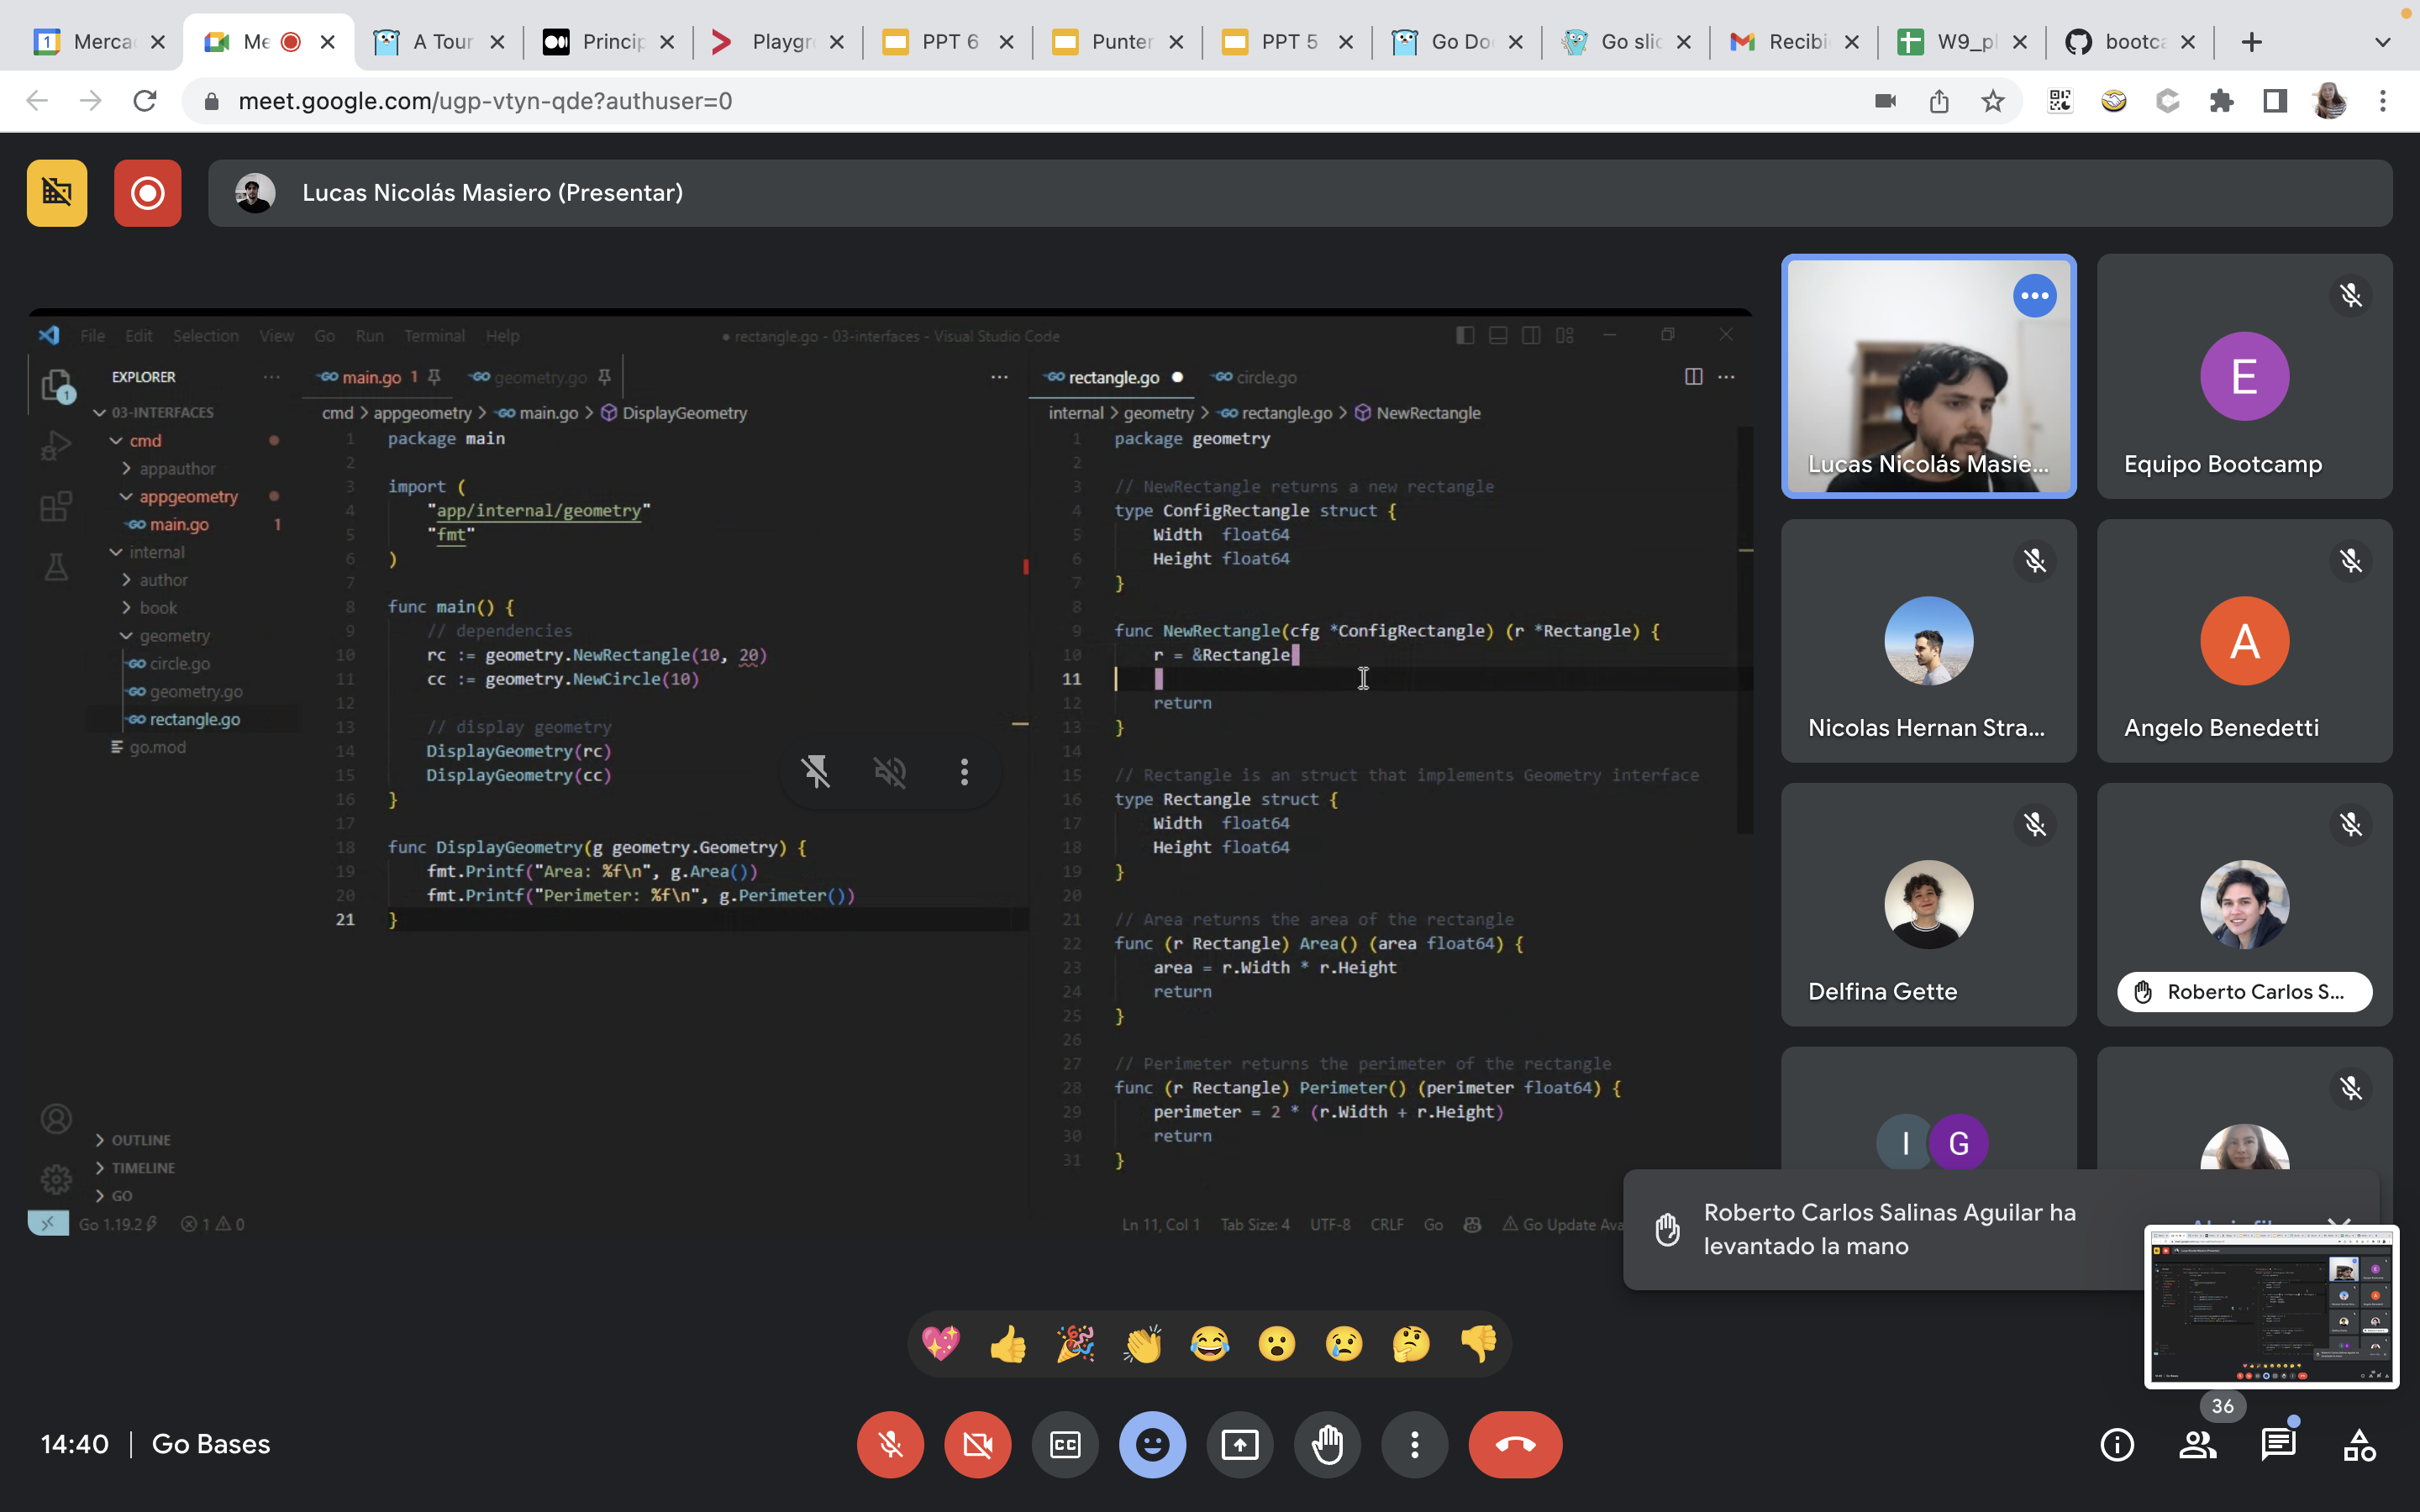 Merca
Me
A Tour
Princip
Playgr
PPT 6
Punter
PPT 5
Go Do
Go slic
Recibi
W9_pl
bootca
meet.google.com/ugp-vtyn-qde?authuser=0
Lucas Nicolás Masiero (Presentar)
File Edit Selection View Go Run Terminal Help
● rectangle.go - 03-interfaces - Visual Studio Code
EXPLORER
1
03-INTERFACES
cmd
appauthor
appgeometry
main.go 1
internal
author
book
geometry
circle.go
geometry.go
rectangle.go
go.mod
OUTLINE
TIMELINE
GO
main.go 1
geometry.go
cmd > appgeometry > main.go > DisplayGeometry
1 package main
2
3 import (
4 "app/internal/geometry"
5 "fmt"
6 )
7
8 func main() {
9 // dependencies
10 rc := geometry.NewRectangle(10, 20)
11 cc := geometry.NewCircle(10)
12
13 // display geometry
14 DisplayGeometry(rc)
15 DisplayGeometry(cc)
16 }
17
18 func DisplayGeometry(g geometry.Geometry) {
19 fmt.Printf("Area: %f\n", g.Area())
20 fmt.Printf("Perimeter: %f\n", g.Perimeter())
21 }
rectangle.go
circle.go
internal > geometry > rectangle.go > NewRectangle
1 package geometry
2
3 // NewRectangle returns a new rectangle
4 type ConfigRectangle struct {
5 Width float64
6 Height float64
7 }
8
9 func NewRectangle(cfg *ConfigRectangle) (r *Rectangle) {
10 r = &Rectangle
11
12 return
13 }
14
15 // Rectangle is an struct that implements Geometry interface
16 type Rectangle struct {
17 Width float64
18 Height float64
19 }
20
21 // Area returns the area of the rectangle
22 func (r Rectangle) Area() (area float64) {
23 area = r.Width * r.Height
24 return
25 }
26
27 // Perimeter returns the perimeter of the rectangle
28 func (r Rectangle) Perimeter() (perimeter float64) {
29 perimeter = 2 * (r.Width + r.Height)
30 return
31 }
Go 1.19.2 1 0
Ln 11, Col 1 Tab Size: 4 UTF-8 CRLF Go Go Update Ava
Lucas Nicolás Masie...
E
Equipo Bootcamp
Nicolas Hernan Stra...
A
Angelo Benedetti
Delfina Gette
Roberto Carlos S...
I
G
Roberto Carlos Salinas Aguilar ha
levantado la mano
14:40 | Go Bases
CC
36